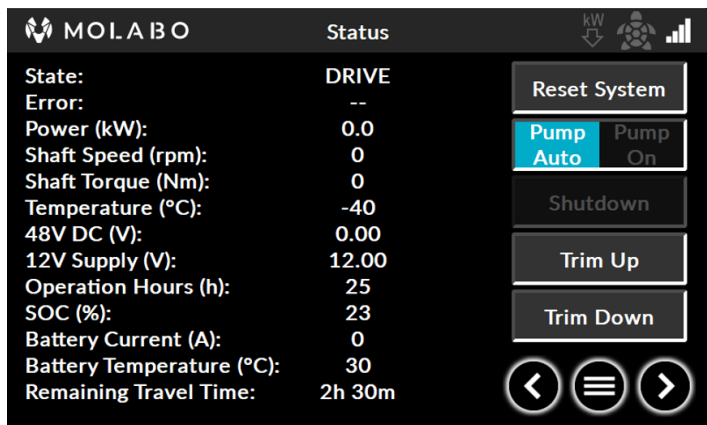 MOLABO
Status
kW
State: DRIVE
Error: --
Power (kW): 0.0
Shaft Speed (rpm): 0
Shaft Torque (Nm): 0
Temperature (°C): -40
48V DC (V): 0.00
12V Supply (V): 12.00
Operation Hours (h): 25
SOC (%): 23
Battery Current (A): 0
Battery Temperature (°C): 30
Remaining Travel Time: 2h 30m
Reset System
Pump Auto
Pump On
Shutdown
Trim Up
Trim Down